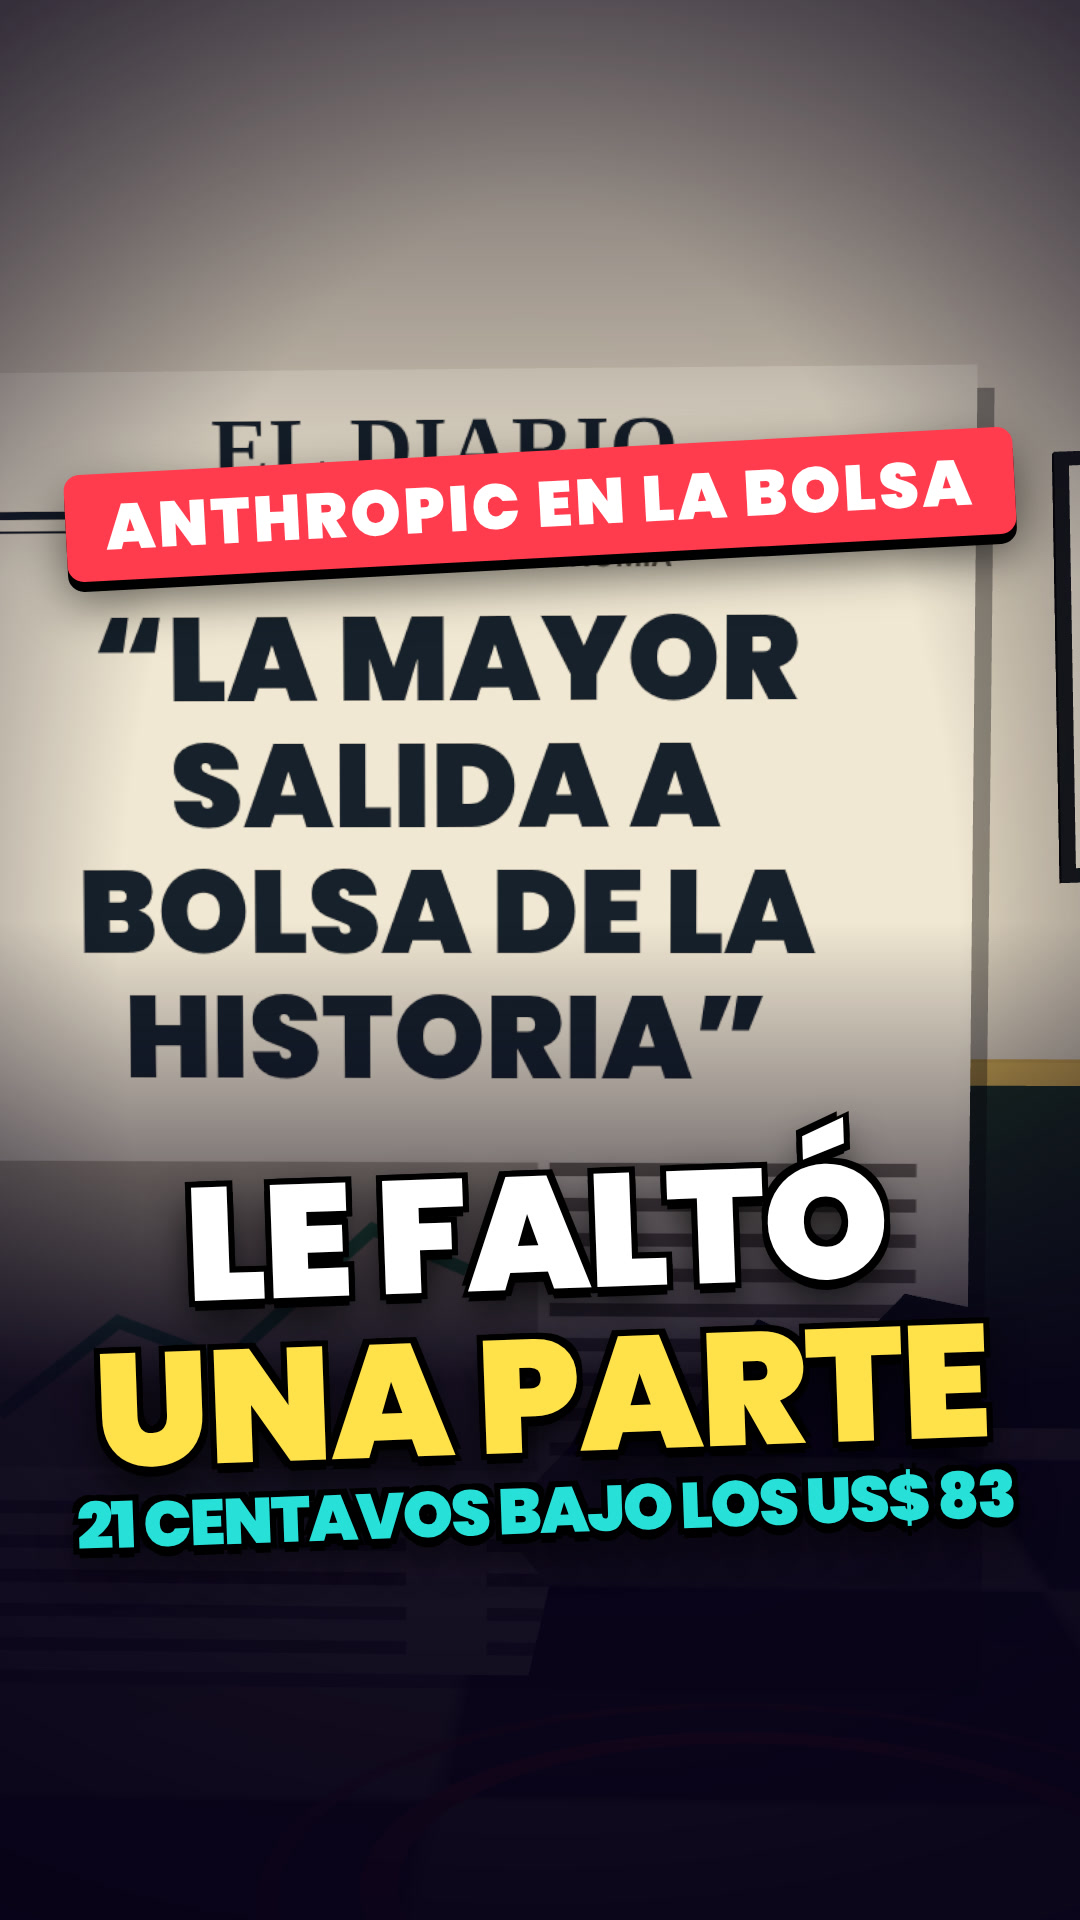 EL DIARIO
ANTHROPIC EN LA BOLSA
“LA MAYOR
SALIDA A
BOLSA DE LA
HISTORIA”
LE FALTÓ
UNA PARTE
21 CENTAVOS BAJO LOS US$ 83